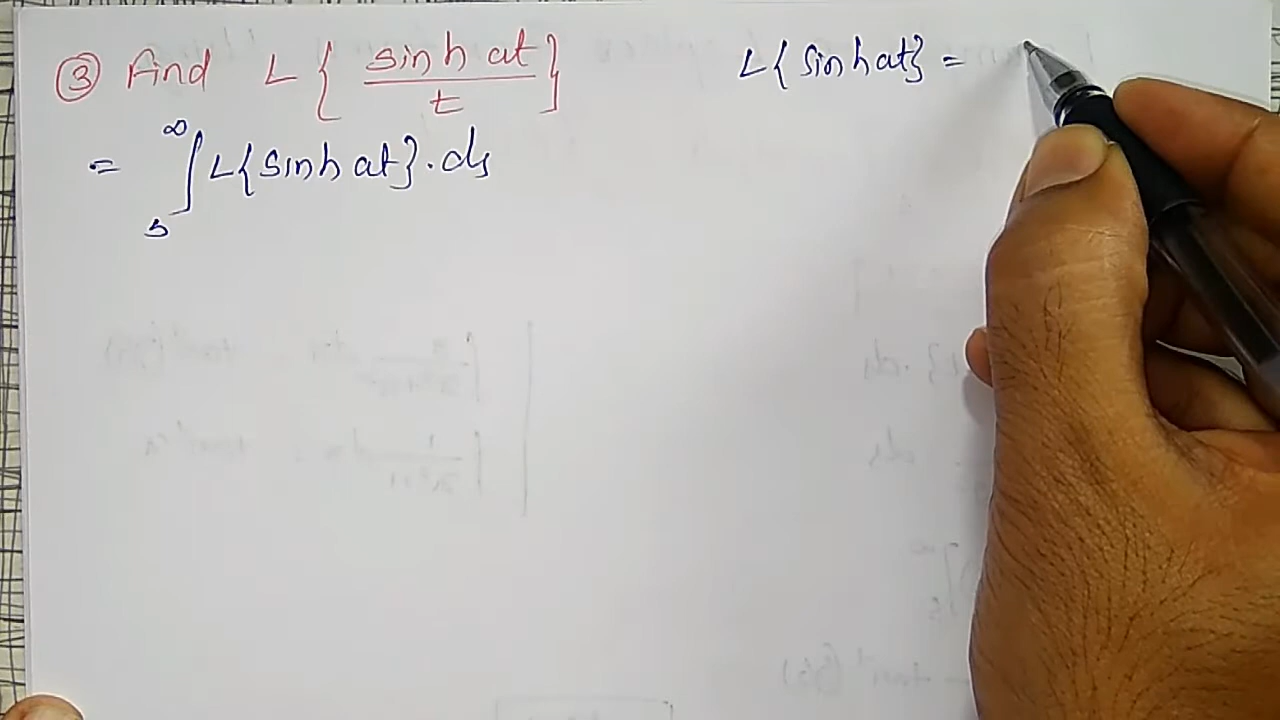 ③ Find L{ sinh at / t }
L{sinh at} =
= ∫ₛ^∞ L{sinh at} . ds